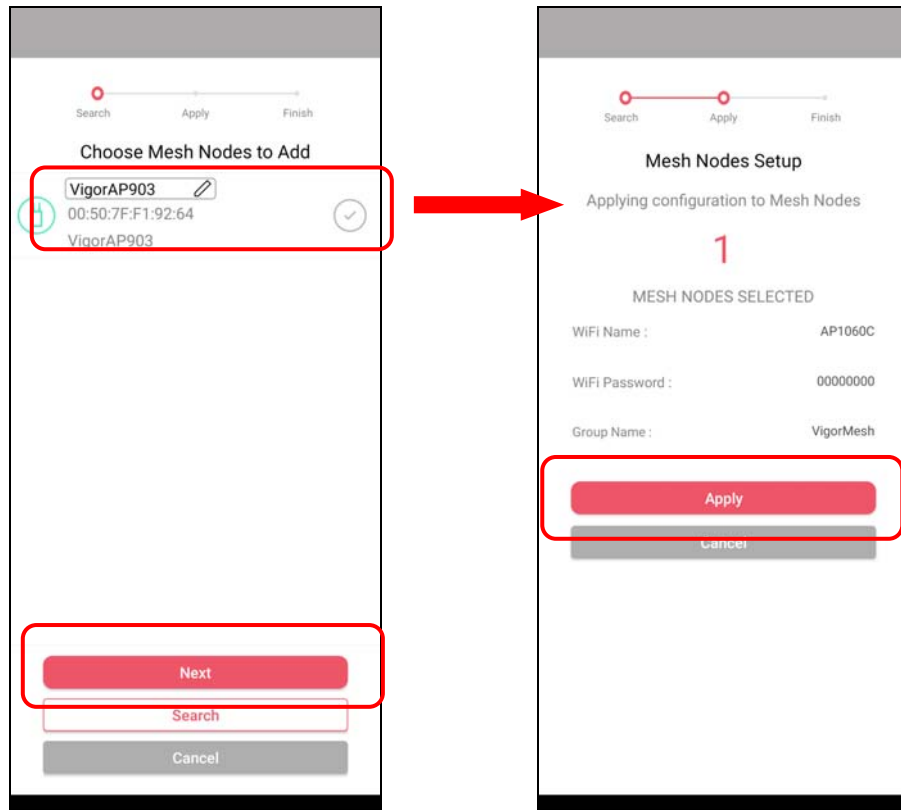 Search Apply Finish
Choose Mesh Nodes to Add
VigorAP903
00:50:7F:F1:92:64
VigorAP903
Next
Search
Cancel
Search Apply Finish
Mesh Nodes Setup
Applying configuration to Mesh Nodes
1
MESH NODES SELECTED
WiFi Name : AP1060C
WiFi Password : 00000000
Group Name : VigorMesh
Apply
Cancel